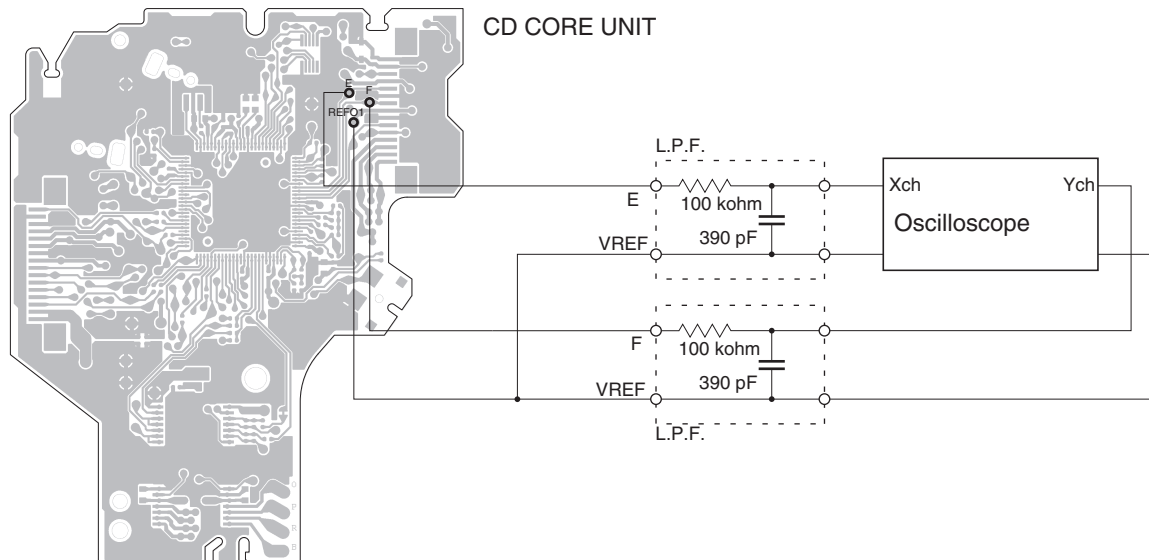 CD CORE UNIT
E
F
REFO1
L.P.F.
E
100 kohm
390 pF
VREF
Xch
Ych
Oscilloscope
F
100 kohm
390 pF
VREF
L.P.F.
O
P
R
B